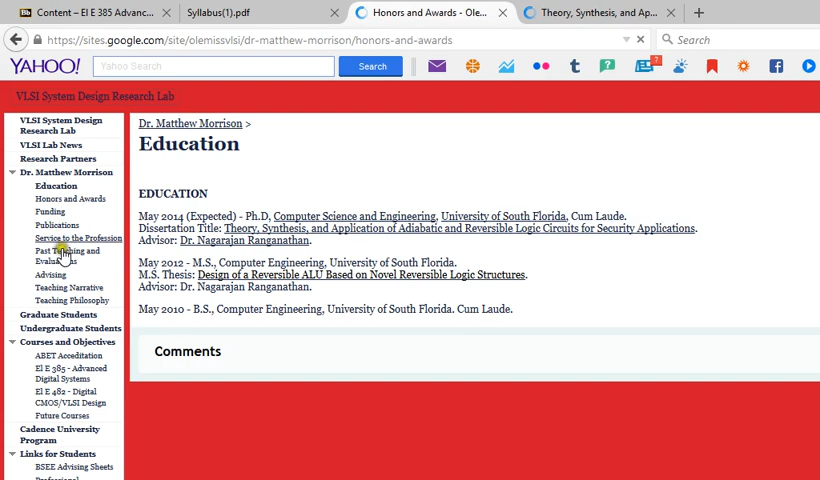 Content – El E 385 Advanc...
Syllabus(1).pdf
Honors and Awards - Ole...
Theory, Synthesis, and Ap...
https://sites.google.com/site/olemissvlsi/dr-matthew-morrison/honors-and-awards
Search
YAHOO!
Yahoo Search
Search
7
VLSI System Design Research Lab
VLSI System Design
Research Lab
VLSI Lab News
Research Partners
Dr. Matthew Morrison
Education
Honors and Awards
Funding
Publications
Service to the Profession
Past Teaching and
Advising
Teaching Narrative
Teaching Philosophy
Graduate Students
Undergraduate Students
Courses and Objectives
ABET Acceditation
El E 385 - Advanced
Digital Systems
El E 482 - Digital
CMOS/VLSI Design
Future Courses
Cadence University
Program
Links for Students
BSEE Advising Sheets
Professional
Dr. Matthew Morrison >
Education
EDUCATION
May 2014 (Expected) - Ph.D, Computer Science and Engineering, University of South Florida, Cum Laude.
Dissertation Title: Theory, Synthesis, and Application of Adiabatic and Reversible Logic Circuits for Security Applications.
Advisor: Dr. Nagarajan Ranganathan.
May 2012 - M.S., Computer Engineering, University of South Florida.
M.S. Thesis: Design of a Reversible ALU Based on Novel Reversible Logic Structures.
Advisor: Dr. Nagarajan Ranganathan.
May 2010 - B.S., Computer Engineering, University of South Florida. Cum Laude.
Comments